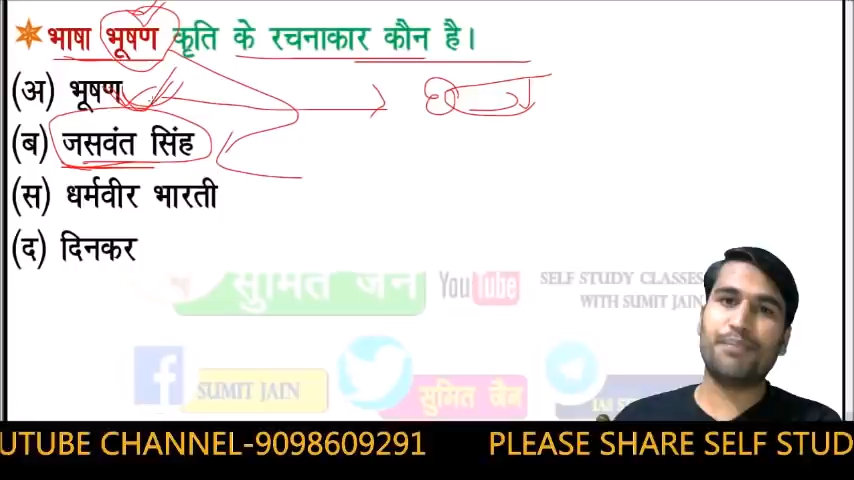 भाषा भूषण कृति के रचनाकार कौन है।
(अ) भूषण
(ब) जसवंत सिंह
(स) धर्मवीर भारती
(द) दिनकर
सुमित जैन YouTube SELF STUDY CLASSES
WITH SUMIT JAIN
SUMIT JAIN सुमित जैन
UTUBE CHANNEL-9098609291 PLEASE SHARE SELF STUD